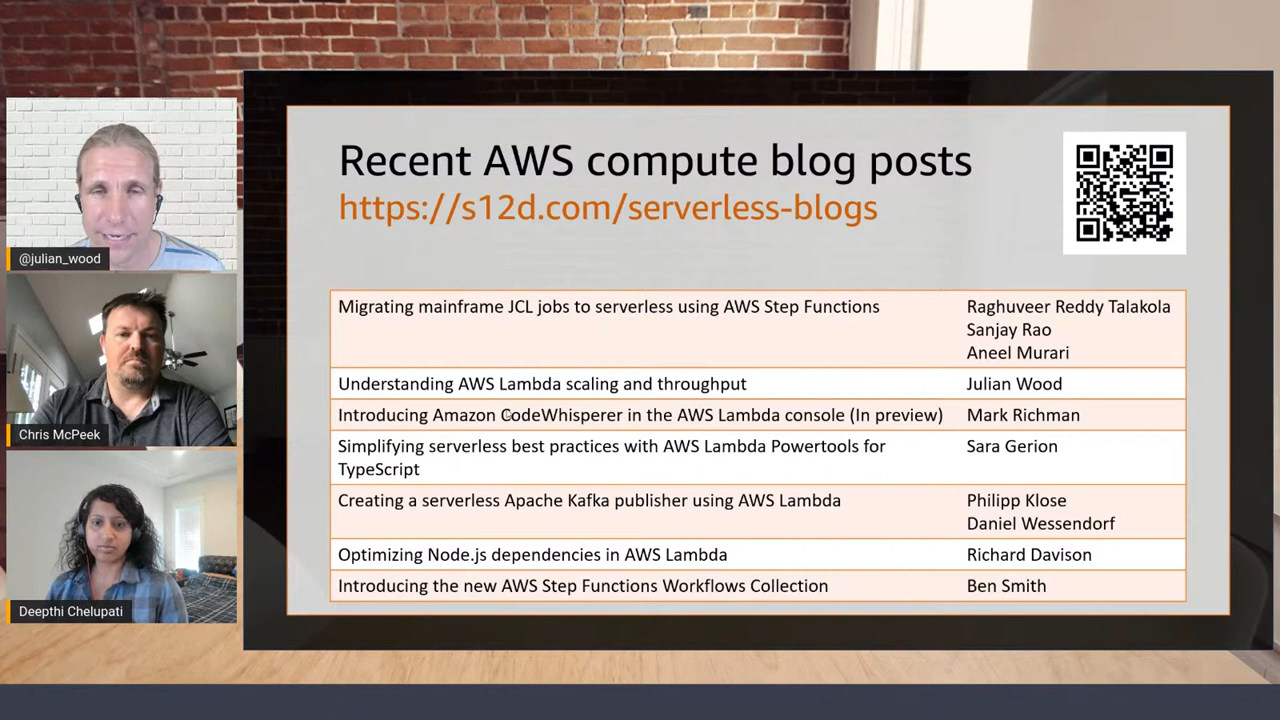 Recent AWS compute blog posts
https://s12d.com/serverless-blogs
@julian_wood
Chris McPeek
Deepthi Chelupati
Migrating mainframe JCL jobs to serverless using AWS Step Functions
Raghuveer Reddy Talakola
Sanjay Rao
Aneel Murari
Understanding AWS Lambda scaling and throughput
Julian Wood
Introducing Amazon CodeWhisperer in the AWS Lambda console (In preview)
Mark Richman
Simplifying serverless best practices with AWS Lambda Powertools for
TypeScript
Sara Gerion
Creating a serverless Apache Kafka publisher using AWS Lambda
Philipp Klose
Daniel Wessendorf
Optimizing Node.js dependencies in AWS Lambda
Richard Davison
Introducing the new AWS Step Functions Workflows Collection
Ben Smith